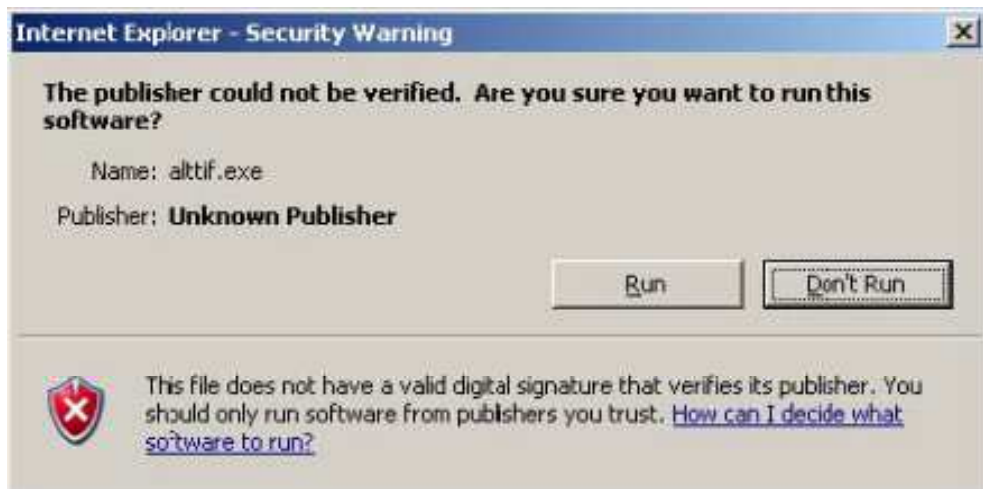 Internet Explorer - Security Warning
The publisher could not be verified. Are you sure you want to run this
software?
Name: alttif.exe
Publisher: Unknown Publisher
Run
Don't Run
This file does not have a valid digital signature that verifies its publisher. You
should only run software from publishers you trust. How can I decide what
software to run?